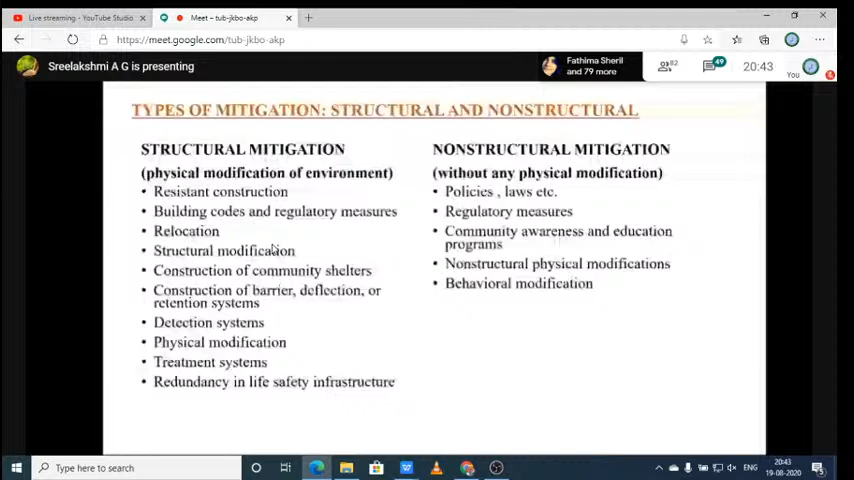 Live streaming - YouTube Studio
Meet – tub-jkbo-akp
https://meet.google.com/tub-jkbo-akp
Sreelakshmi A G is presenting
Fathima Sheril
and 79 more
82
49
20:43
You
TYPES OF MITIGATION: STRUCTURAL AND NONSTRUCTURAL
STRUCTURAL MITIGATION
(physical modification of environment)
• Resistant construction
• Building codes and regulatory measures
• Relocation
• Structural modification
• Construction of community shelters
• Construction of barrier, deflection, or
retention systems
• Detection systems
• Physical modification
• Treatment systems
• Redundancy in life safety infrastructure
NONSTRUCTURAL MITIGATION
(without any physical modification)
• Policies , laws etc.
• Regulatory measures
• Community awareness and education
programs
• Nonstructural physical modifications
• Behavioral modification
Type here to search
ENG
20:43
19-08-2020
5